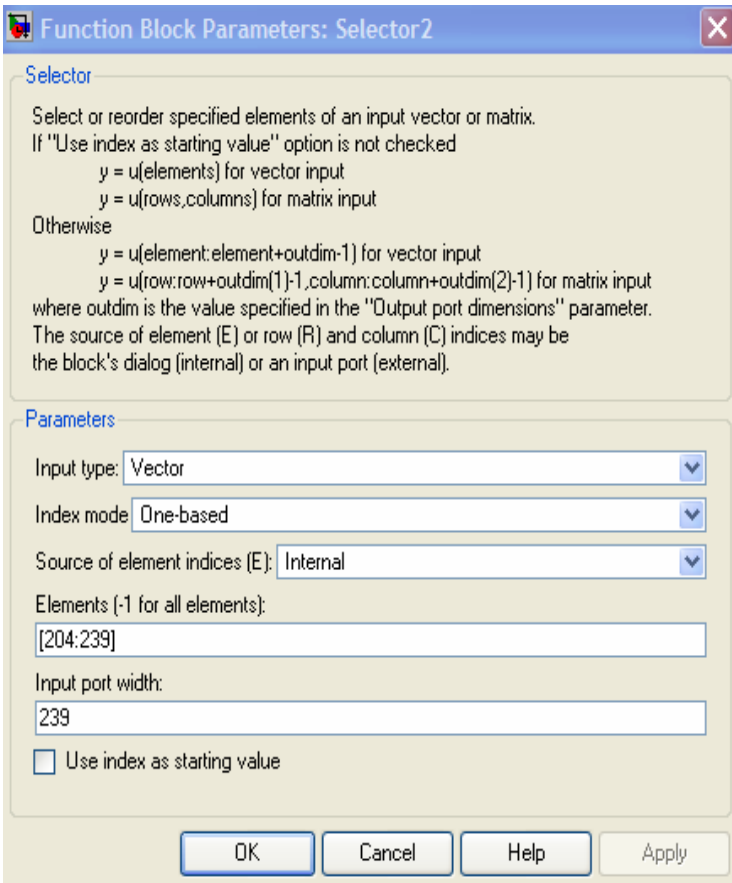 Function Block Parameters: Selector2
Selector
Select or reorder specified elements of an input vector or matrix.
If "Use index as starting value" option is not checked
y = u(elements) for vector input
y = u(rows,columns) for matrix input
Otherwise
y = u(element:element+outdim-1) for vector input
y = u(row:row+outdim(1)-1,column:column+outdim(2)-1) for matrix input
where outdim is the value specified in the "Output port dimensions" parameter.
The source of element (E) or row (R) and column (C) indices may be
the block's dialog (internal) or an input port (external).
Parameters
Input type: Vector
Index mode One-based
Source of element indices (E): Internal
Elements (-1 for all elements):
[204:239]
Input port width:
239
Use index as starting value
OK Cancel Help Apply